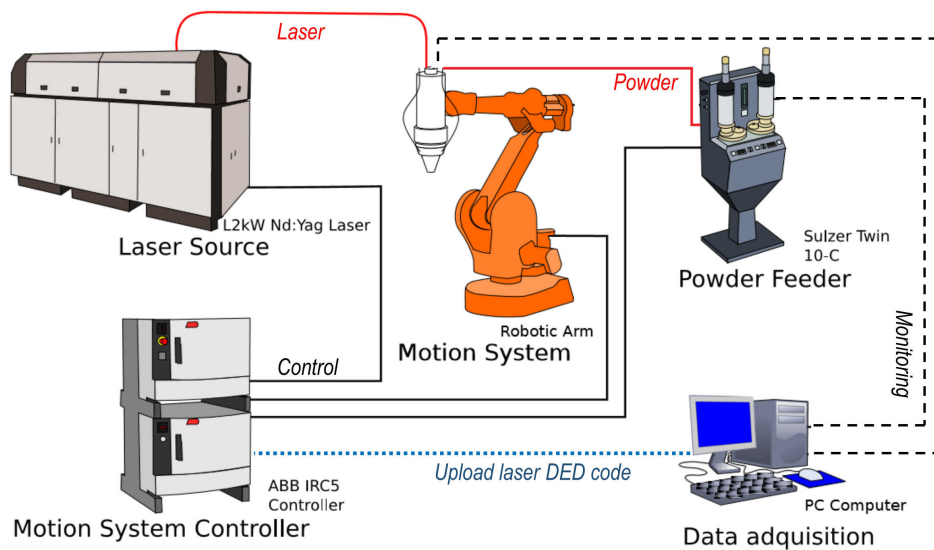 Laser
Powder
L2kW Nd:Yag Laser
Laser Source
Sulzer Twin
10-C
Powder Feeder
Robotic Arm
Motion System
Monitoring
Control
Upload laser DED code
ABB IRC5
Controller
Motion System Controller
PC Computer
Data adquisition